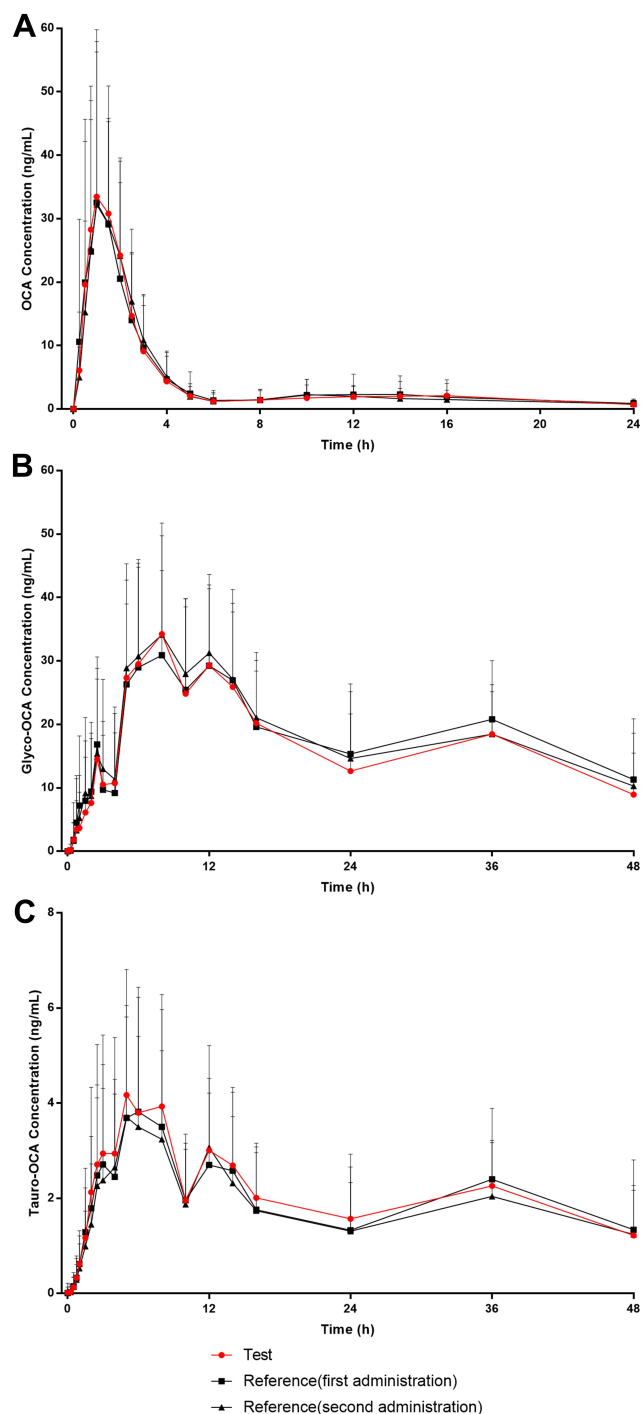 A
60
50
40
30
20
10
0
OCA Concentration (ng/mL)
0 4 8 12 16 20 24
Time (h)
B
60
50
40
30
20
10
0
Glyco-OCA Concentration (ng/mL)
0 12 24 36 48
Time (h)
C
8
6
4
2
0
Tauro-OCA Concentration (ng/mL)
0 12 24 36 48
Time (h)
Test
Reference(first administration)
Reference(second administration)